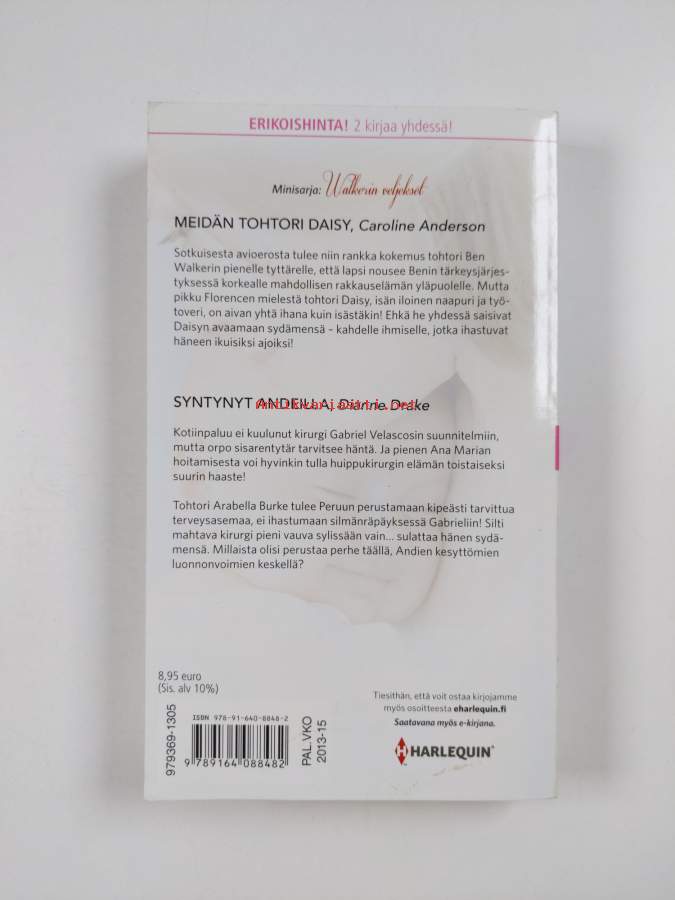 ERIKOISHINTA! 2 kirjaa yhdessä!
Minisarja: Walkerin veljekset
MEIDÄN TOHTORI DAISY, Caroline Anderson
Sotkuisesta avioerosta tulee niin rankka kokemus tohtori Ben
Walkerin pienelle tyttärelle, että lapsi nousee Benin tärkeysjärjes-
tyksessä korkealle mahdollisen rakkauselämän yläpuolelle. Mutta
pikku Florencen mielestä tohtori Daisy, isän iloinen naapuri ja työ-
toveri, on aivan yhtä ihana kuin isästäkin! Ehkä he yhdessä saisivat
Daisyn avaamaan sydämensä – kahdelle ihmiselle, jotka ihastuvat
häneen ikuisiksi ajoiksi!
SYNTYNYT ANDEILLA, Dianne Drake
antikvariaatti.net
Kotiinpaluu ei kuulunut kirurgi Gabriel Velascosin suunnitelmiin,
mutta orpo sisarentytär tarvitsee häntä. Ja pienen Ana Marian
hoitamisesta voi hyvinkin tulla huippukirurgin elämän toistaiseksi
suurin haaste!
Tohtori Arabella Burke tulee Peruun perustamaan kipeästi tarvittua
terveysasemaa, ei ihastumaan silmänräpäyksessä Gabrieliin! Silti
mahtava kirurgi pieni vauva sylissään vain... sulattaa hänen sydä-
mensä. Millaista olisi perustaa perhe täällä, Andien kesyttömien
luonnonvoimien keskellä?
8,95 euro
(Sis. alv 10%)
979369-1305
ISBN 978-91-640-8848-2
9 789164 088482
PAL.VKO
2013-15
Tiesithän, että voit ostaa kirjojamme
myös osoitteesta eharlequin.fi
Saatavana myös e-kirjana.
HARLEQUIN